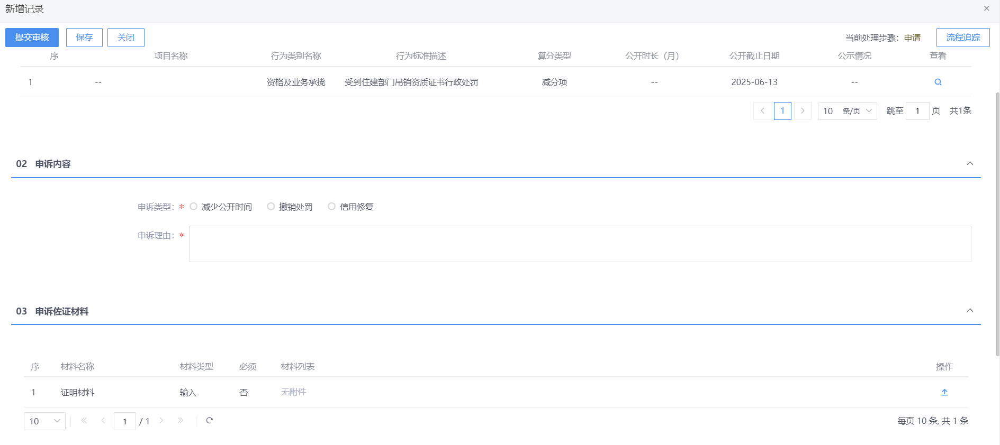 新增记录
提交审核 保存 关闭 当前处理步骤：申请 流程追踪
序 项目名称 行为类别名称 行为标准描述 算分类型 公开时长（月） 公开截止日期 公示情况 查看
1 -- 资格及业务承揽 受到住建部门吊销资质证书行政处罚 减分项 -- 2025-06-13 --
1 10 条/页 跳至 1 页 共1条
02 申诉内容
申诉类型：* 减少公开时间 撤销处罚 信用修复
申诉理由：*
03 申诉佐证材料
序 材料名称 材料类型 必须 材料列表 操作
1 证明材料 输入 否 无附件
10 1 / 1 每页 10 条, 共 1 条